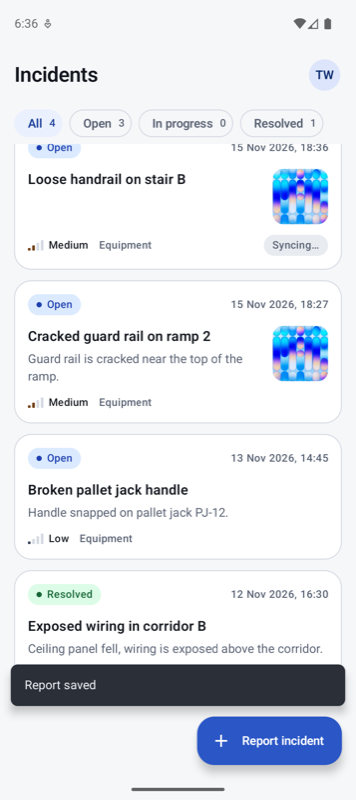 6:36
Incidents
TW
All 4
Open 3
In progress 0
Resolved 1
Open
15 Nov 2026, 18:36
Loose handrail on stair B
Medium Equipment
Syncing…
Open
15 Nov 2026, 18:27
Cracked guard rail on ramp 2
Guard rail is cracked near the top of the
ramp.
Medium Equipment
Open
13 Nov 2026, 14:45
Broken pallet jack handle
Handle snapped on pallet jack PJ-12.
Low Equipment
Resolved
12 Nov 2026, 16:30
Exposed wiring in corridor B
Ceiling panel fell, wiring is exposed above the corridor.
Report saved
Report incident